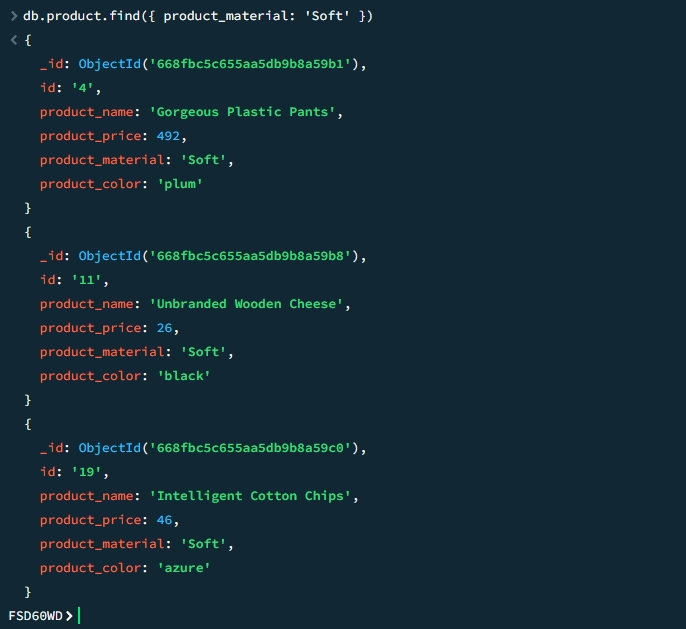 > db.product.find({ product_material: 'Soft' })
< {
_id: ObjectId('668fbc5c655aa5db9b8a59b1'),
id: '4',
product_name: 'Gorgeous Plastic Pants',
product_price: 492,
product_material: 'Soft',
product_color: 'plum'
}
{
_id: ObjectId('668fbc5c655aa5db9b8a59b8'),
id: '11',
product_name: 'Unbranded Wooden Cheese',
product_price: 26,
product_material: 'Soft',
product_color: 'black'
}
{
_id: ObjectId('668fbc5c655aa5db9b8a59c0'),
id: '19',
product_name: 'Intelligent Cotton Chips',
product_price: 46,
product_material: 'Soft',
product_color: 'azure'
}
FSD60WD>